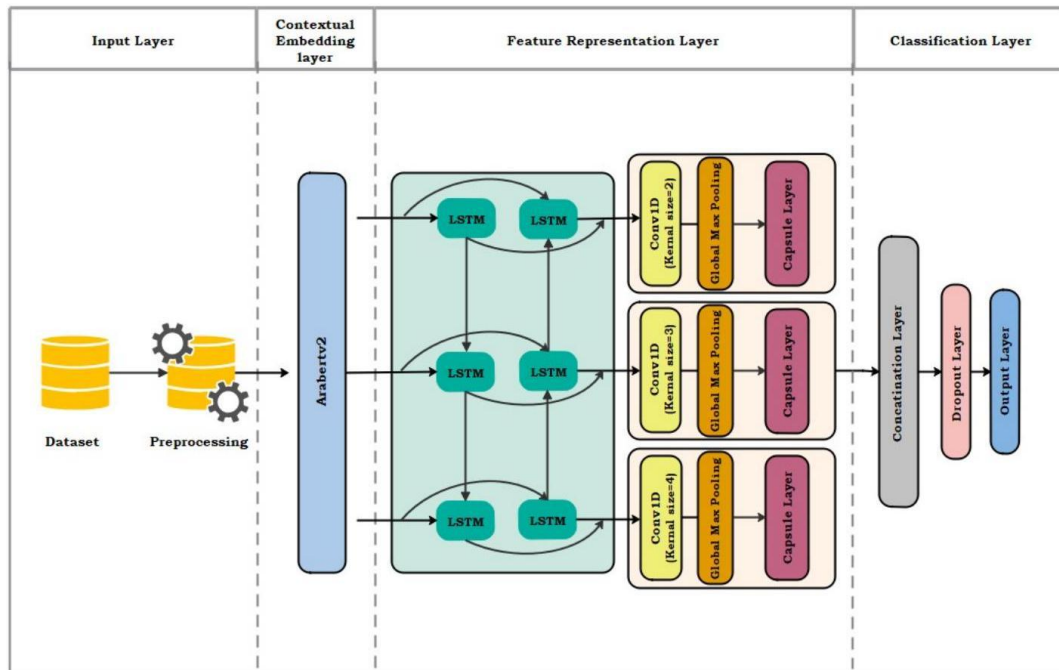 Input Layer
Contextual
Embedding
layer
Feature Representation Layer
Classification Layer
Dataset
Preprocessing
Arabertv2
LSTM
LSTM
LSTM
LSTM
LSTM
LSTM
Conv1D
(Kernal size=2)
Global Max Pooling
Capsule Layer
Conv1D
(Kernal size=3)
Global Max Pooling
Capsule Layer
Conv1D
(Kernal size=4)
Global Max Pooling
Capsule Layer
Concatination Layer
Dropout Layer
Output Layer